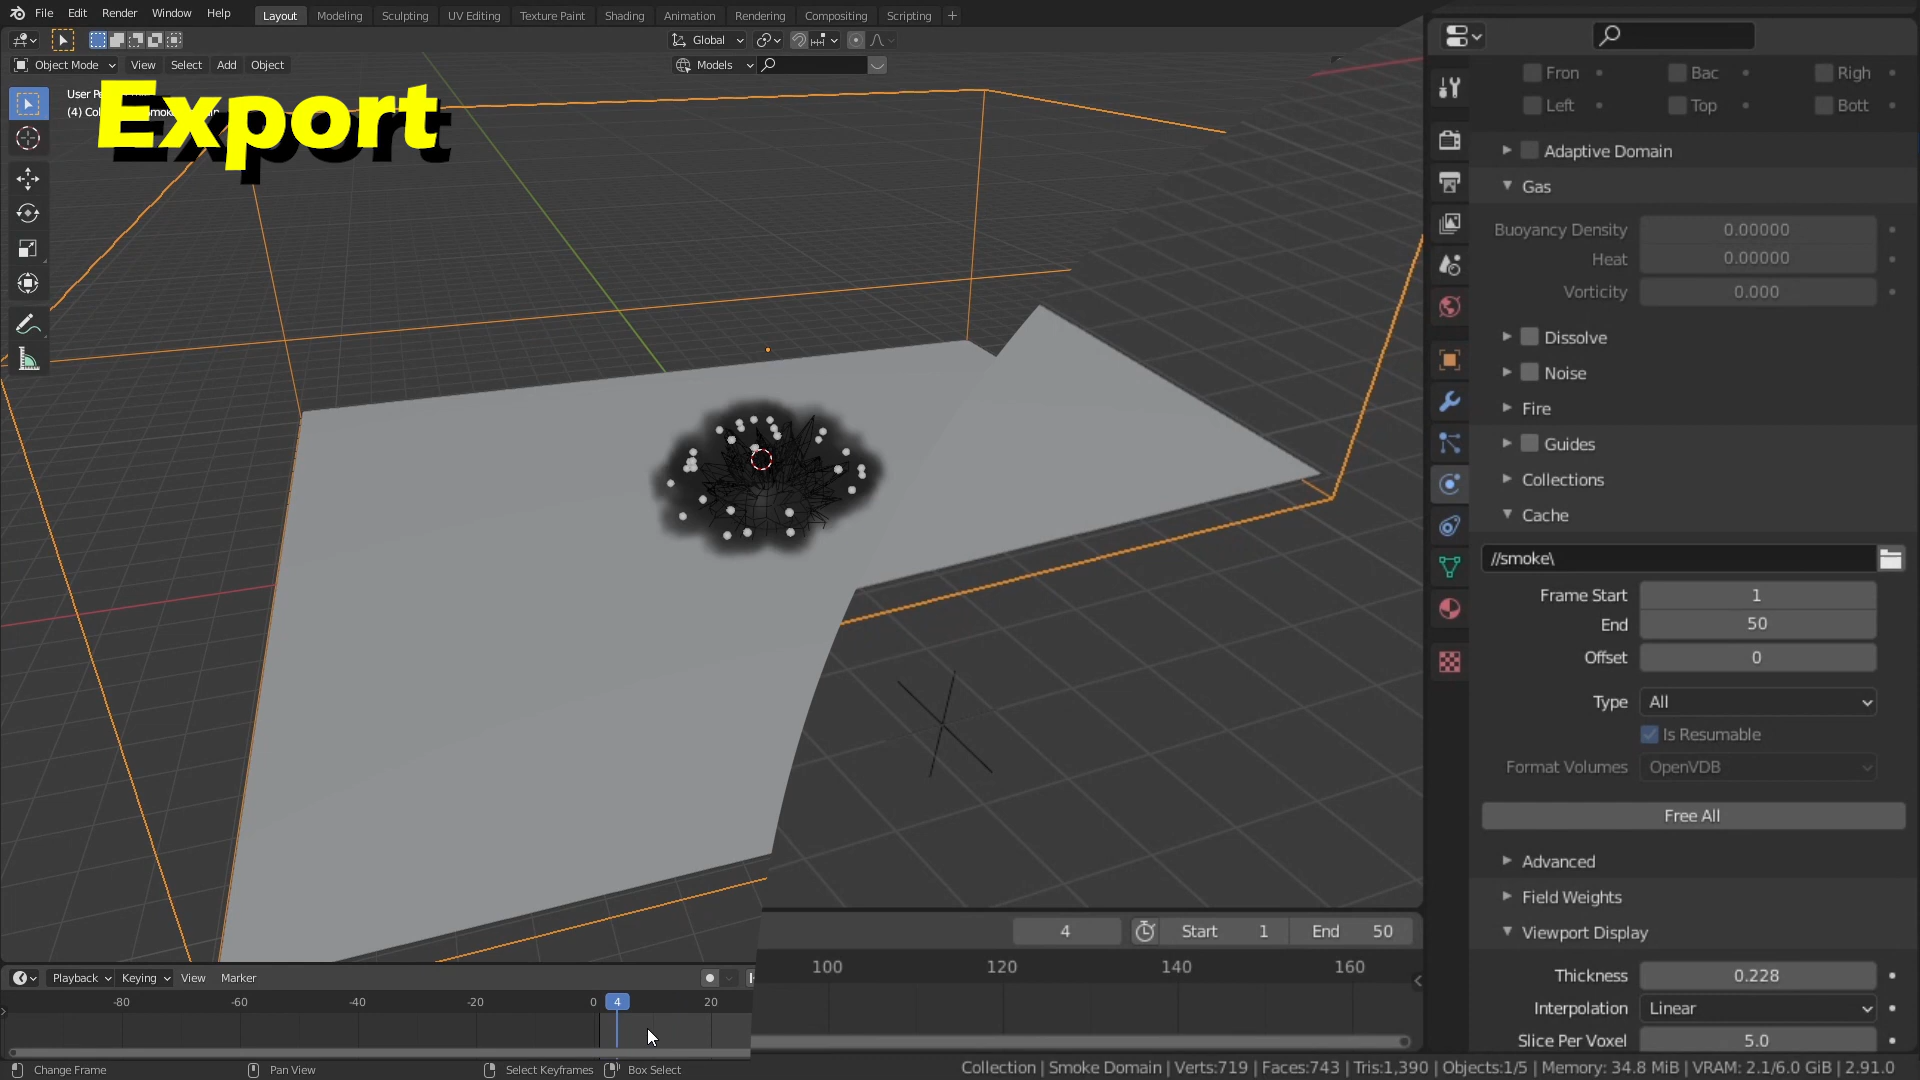 File Edit Render Window Help Layout Modeling Sculpting UV Editing Texture Paint Shading Animation Rendering Compositing Scripting +
Global
Object Mode View Select Add Object Models
User Pe
(4) Co
Export
Fron Bac Righ
Left Top Bott
Adaptive Domain
Gas
Buoyancy Density 0.00000
Heat 0.00000
Vorticity 0.000
Dissolve
Noise
Fire
Guides
Collections
Cache
//smoke\
Frame Start 1
End 50
Offset 0
Type All
Is Resumable
Format Volumes OpenVDB
Free All
Advanced
Field Weights
Viewport Display
Thickness 0.228
Interpolation Linear
Slice Per Voxel 5.0
4 Start 1 End 50
100 120 140 160
Playback Keying View Marker
-80 -60 -40 -20 0 4 20
Change Frame Pan View Select Keyframes Box Select
Collection | Smoke Domain | Verts:719 | Faces:743 | Tris:1,390 | Objects:1/5 | Memory: 34.8 MiB | VRAM: 2.1/6.0 GiB | 2.91.0